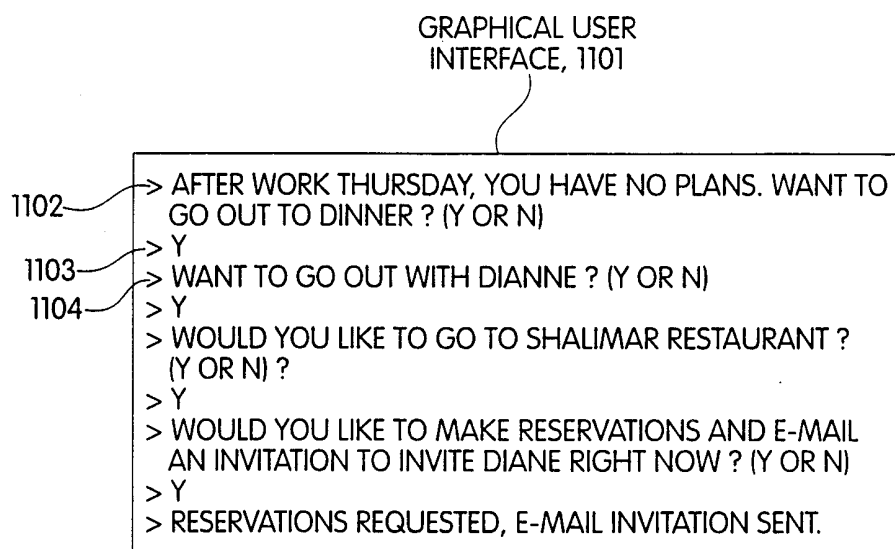 GRAPHICAL USER
INTERFACE, 1101
1102
> AFTER WORK THURSDAY, YOU HAVE NO PLANS. WANT TO
GO OUT TO DINNER ? (Y OR N)
1103
> Y
1104
> WANT TO GO OUT WITH DIANNE ? (Y OR N)
> Y
> WOULD YOU LIKE TO GO TO SHALIMAR RESTAURANT ?
(Y OR N) ?
> Y
> WOULD YOU LIKE TO MAKE RESERVATIONS AND E-MAIL
AN INVITATION TO INVITE DIANE RIGHT NOW ? (Y OR N)
> Y
> RESERVATIONS REQUESTED, E-MAIL INVITATION SENT.